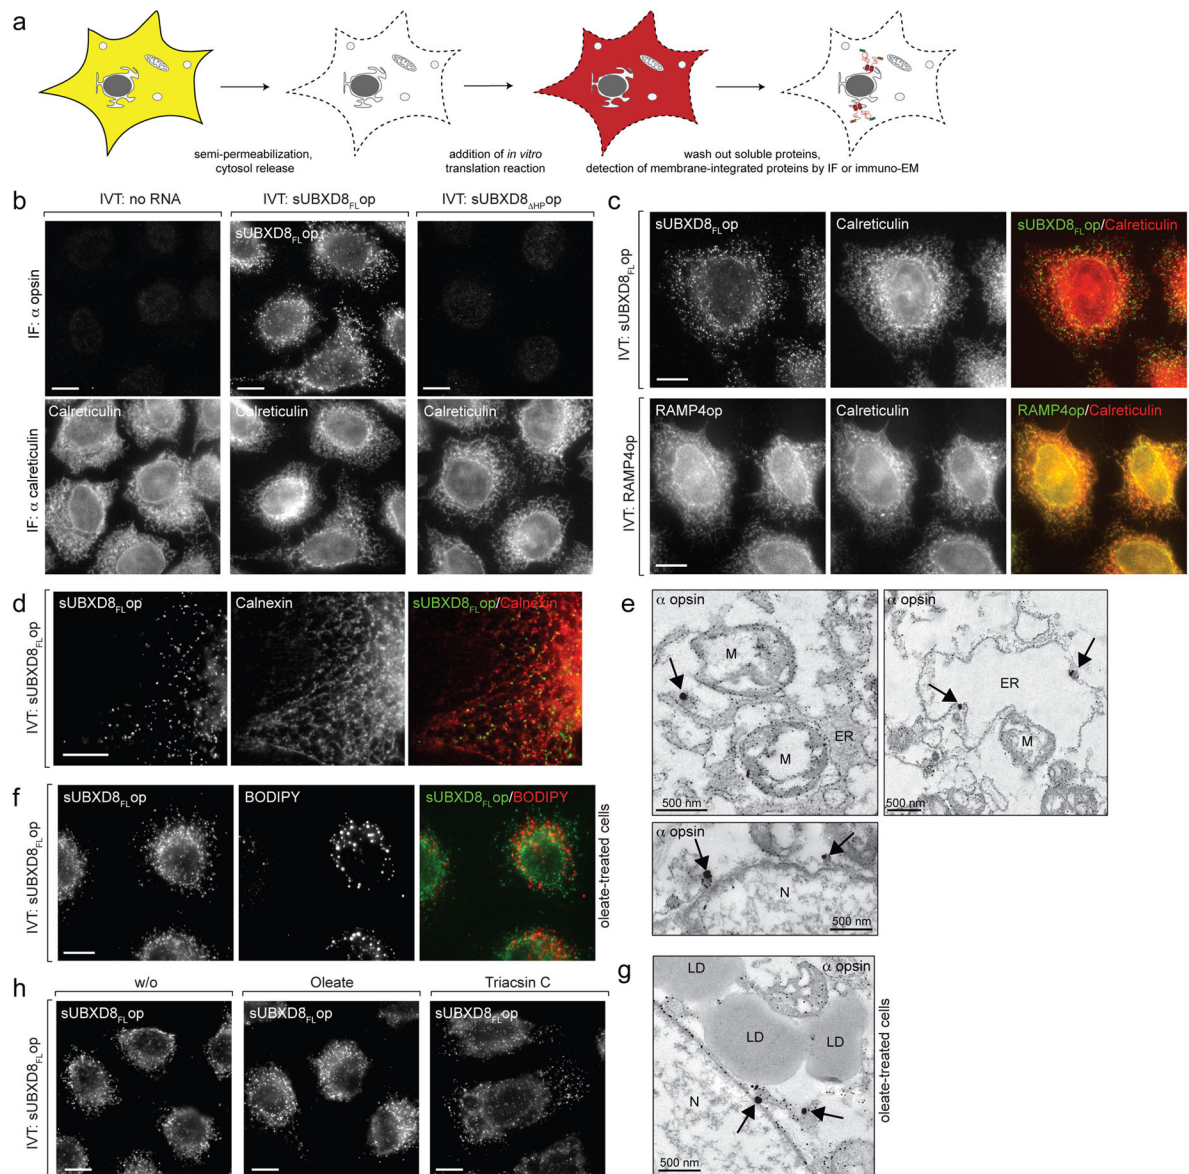 a
semi-permeabilization,
cytosol release
addition of in vitro
translation reaction
wash out soluble proteins,
detection of membrane-integrated proteins by IF or immuno-EM
b
IVT: no RNA
IVT: sUBXD8FLop
IVT: sUBXD8ΔHPop
IF: α opsin
sUBXD8FLop
IF: α calreticulin
Calreticulin
Calreticulin
Calreticulin
c
IVT: sUBXD8FLop
sUBXD8FLop
Calreticulin
sUBXD8FLop/Calreticulin
IVT: RAMP4op
RAMP4op
Calreticulin
RAMP4op/Calreticulin
d
IVT: sUBXD8FLop
sUBXD8FLop
Calnexin
sUBXD8FLop/Calnexin
e
α opsin
M
M
ER
500 nm
α opsin
ER
M
500 nm
α opsin
N
500 nm
f
IVT: sUBXD8FLop
sUBXD8FLop
BODIPY
sUBXD8FLop/BODIPY
oleate-treated cells
g
LD
α opsin
LD
LD
N
500 nm
oleate-treated cells
h
w/o
Oleate
Triacsin C
IVT: sUBXD8FLop
sUBXD8FLop
sUBXD8FLop
sUBXD8FLop